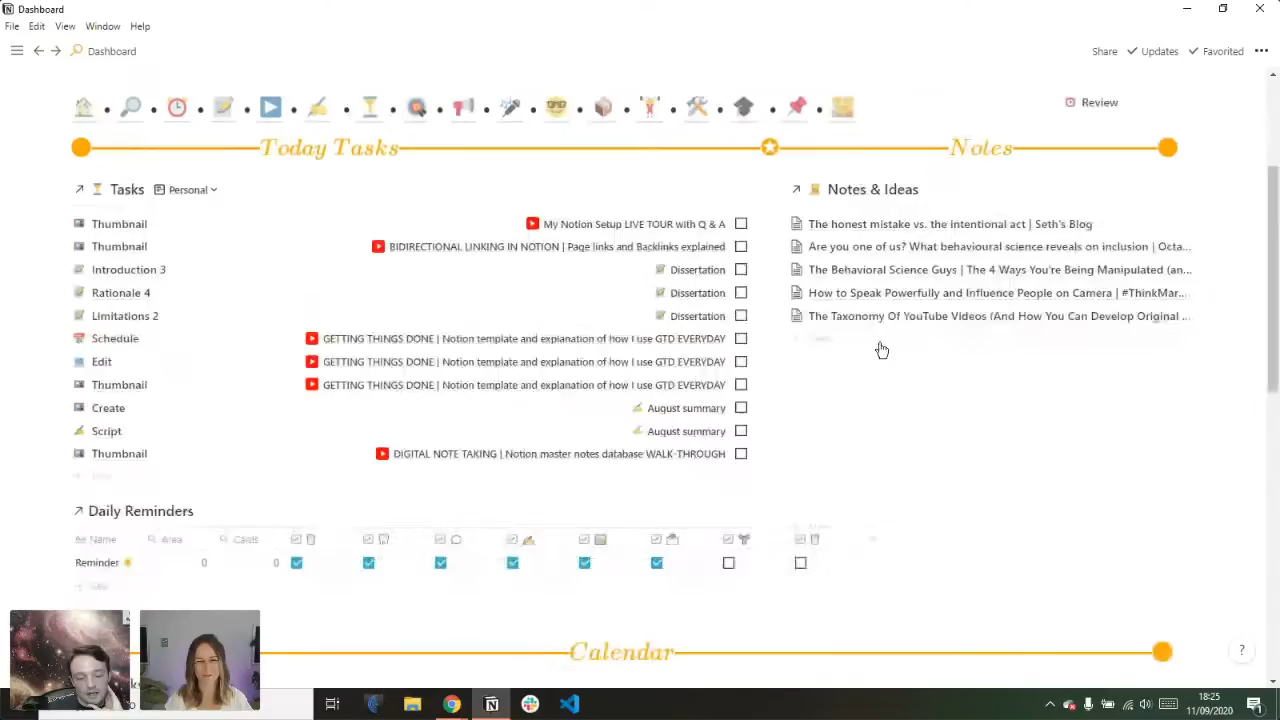 Dashboard
File Edit View Window Help
Dashboard
Share Updates Favorited
Review
Today Tasks
Notes
Tasks Personal
Notes & Ideas
Thumbnail My Notion Setup LIVE TOUR with Q & A
The honest mistake vs. the intentional act | Seth's Blog
Thumbnail BIDIRECTIONAL LINKING IN NOTION | Page links and Backlinks explained
Are you one of us? What behavioural science reveals on inclusion | Octa...
Introduction 3 Dissertation
The Behavioral Science Guys | The 4 Ways You're Being Manipulated (an...
Rationale 4 Dissertation
How to Speak Powerfully and Influence People on Camera | #ThinkMar...
Limitations 2 Dissertation
The Taxonomy Of YouTube Videos (And How You Can Develop Original ...
Schedule GETTING THINGS DONE | Notion template and explanation of how I use GTD EVERYDAY
Edit GETTING THINGS DONE | Notion template and explanation of how I use GTD EVERYDAY
Thumbnail GETTING THINGS DONE | Notion template and explanation of how I use GTD EVERYDAY
Create August summary
Script August summary
Thumbnail DIGITAL NOTE TAKING | Notion master notes database WALK-THROUGH
Daily Reminders
Aa Name Area Cards
Reminder 0 0
Calendar
?
18:25
11/09/2020